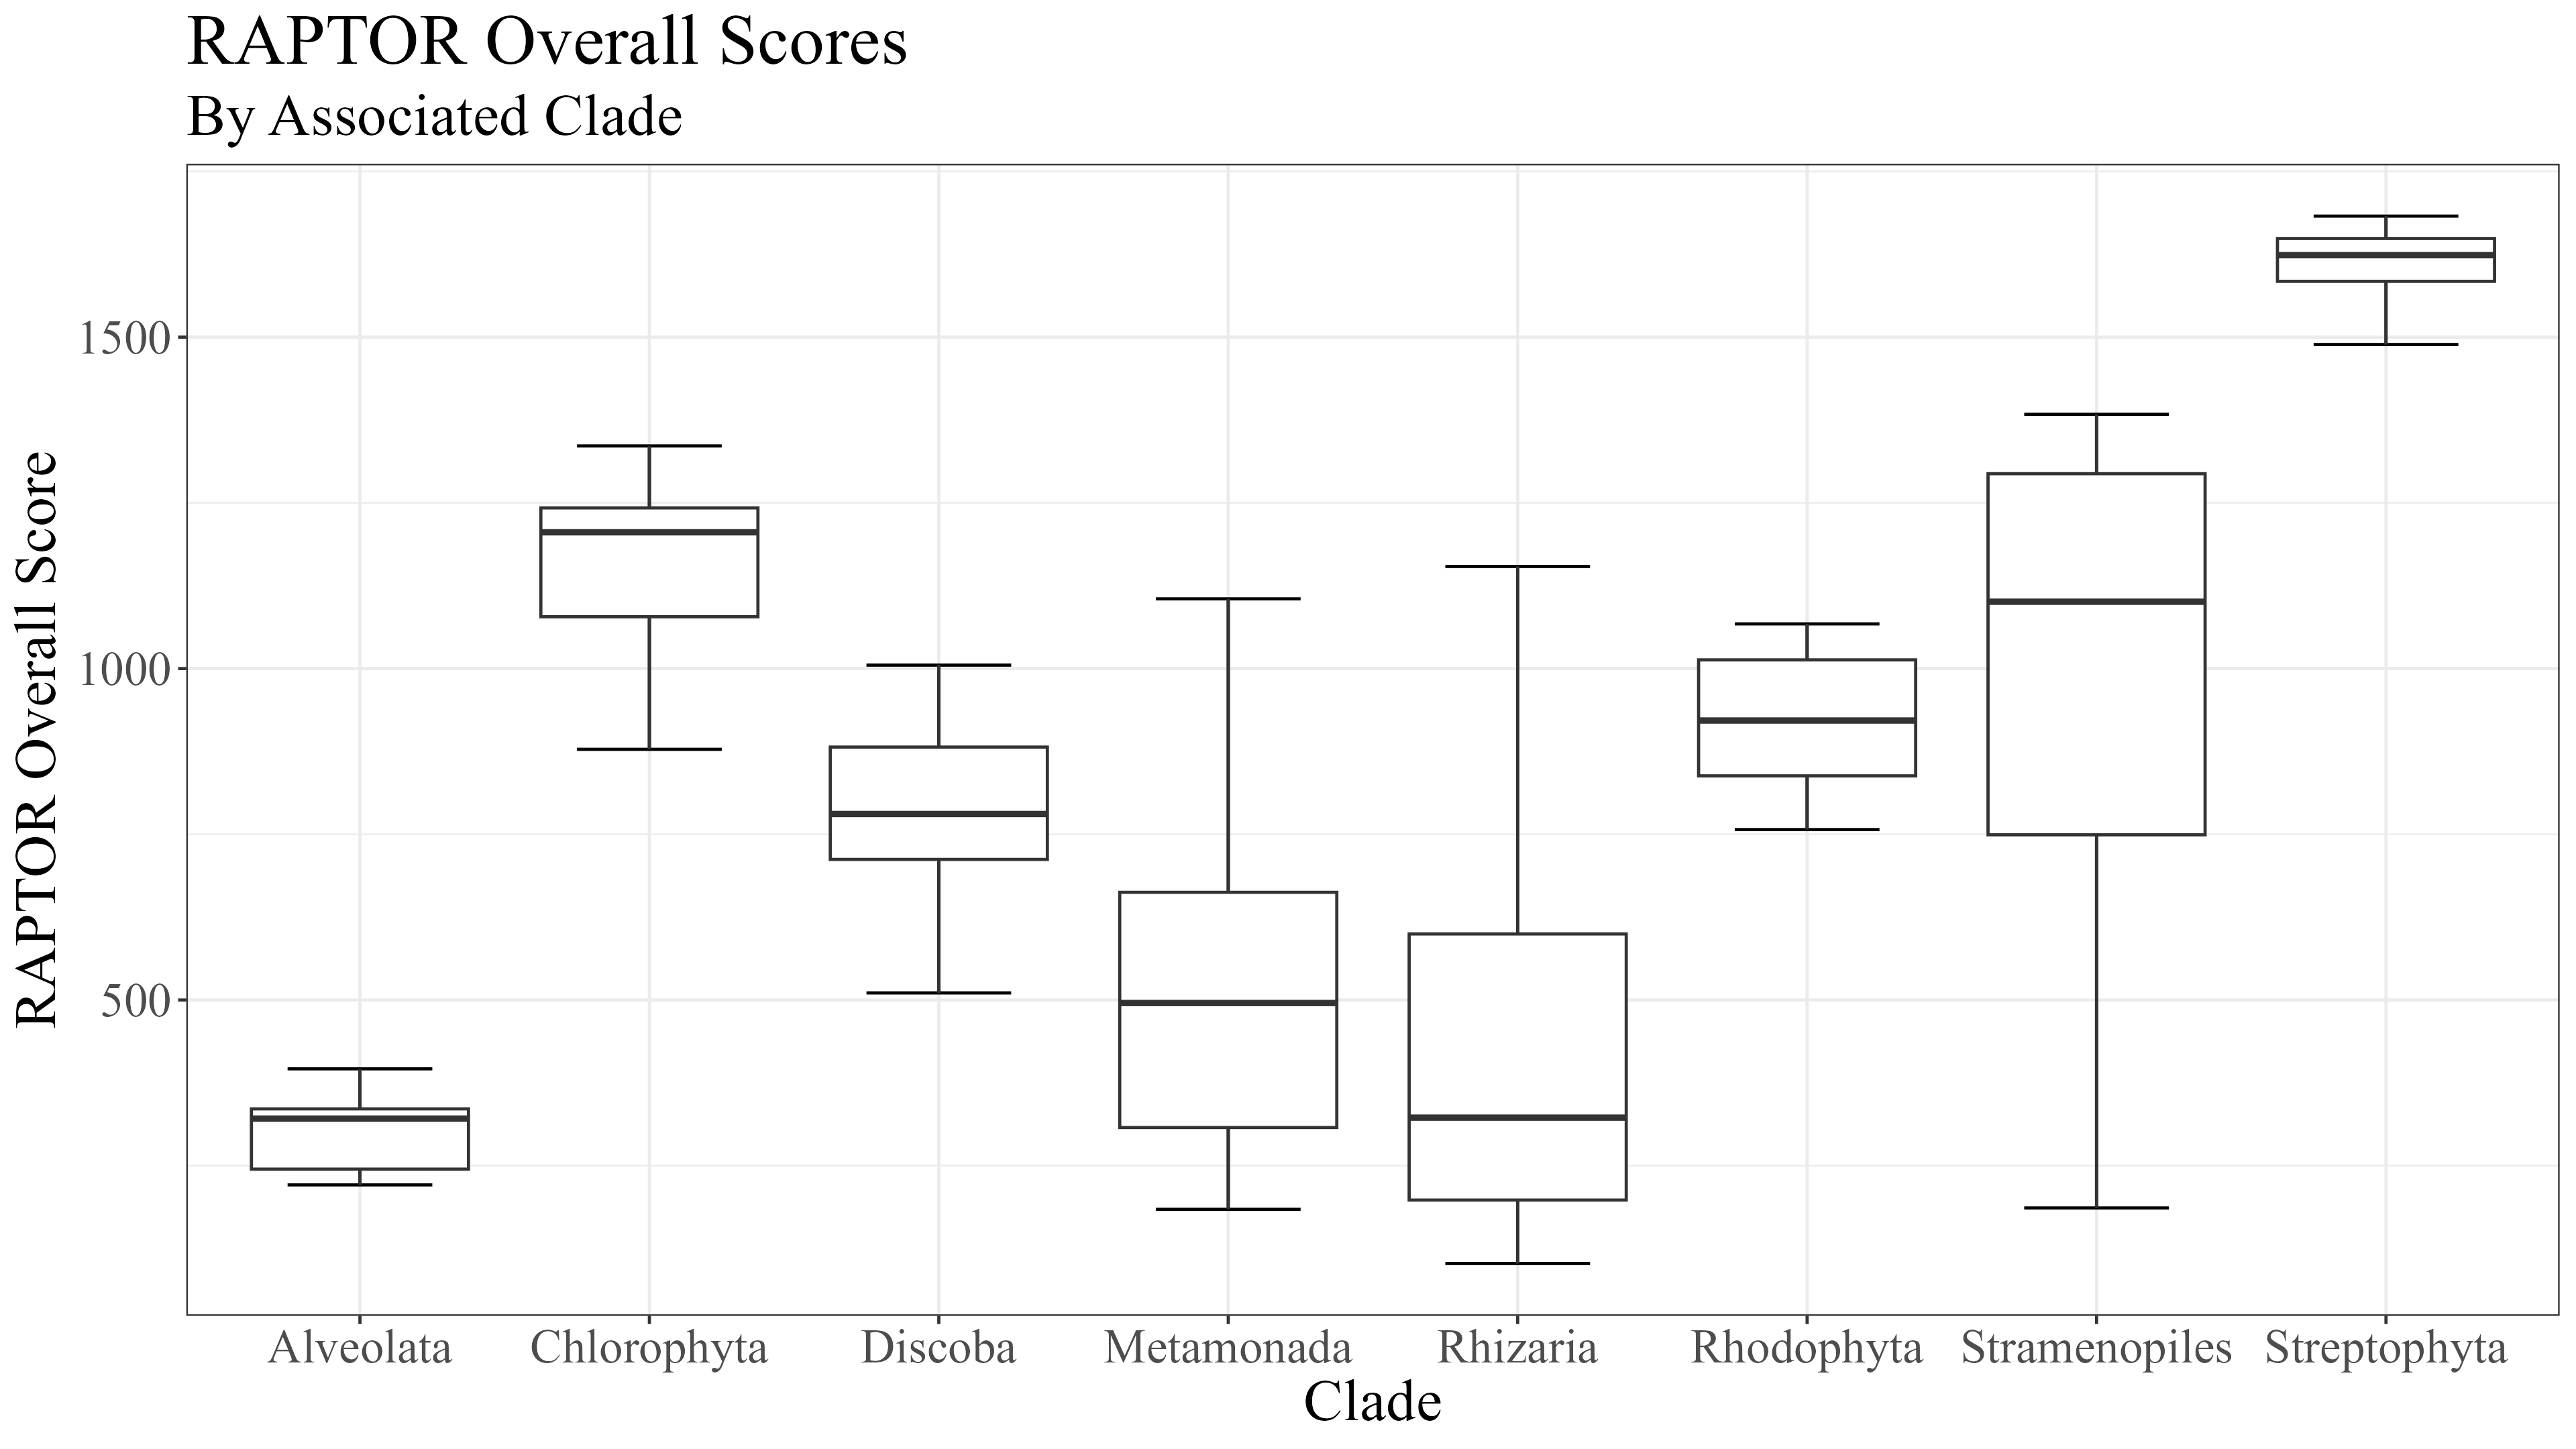 RAPTOR Overall Scores
By Associated Clade
RAPTOR Overall Score
1500
1000
500
Alveolata Chlorophyta Discoba Metamonada Rhizaria Rhodophyta Stramenopiles Streptophyta
Clade